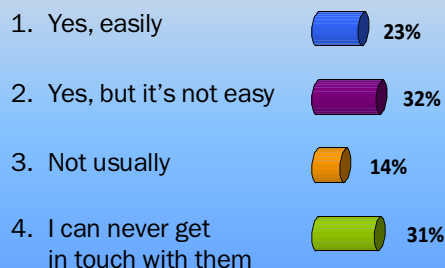 1. Yes, easily 23%
2. Yes, but it's not easy 32%
3. Not usually 14%
4. I can never get
in touch with them 31%